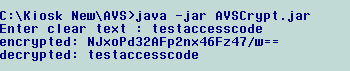 C:\Kiosk New\AVS>java -jar AVSCrypt.jar
Enter clear text : testaccesscode
encrypted: NJxoPd32AFp2nx46Fz47/w==
decrypted: testaccesscode